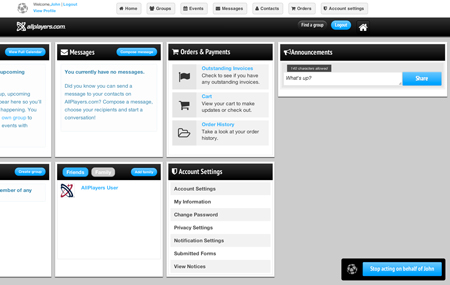 Welcome, John | Logout
View Profile
Home
Groups
Events
Messages
Contacts
Orders
Account settings
allplayers.com
Find a group
Logout
View Full Calendar
Messages
Compose message
Orders & Payments
Announcements
upcoming
up, upcoming
pear here so you'll
happening. You
own group to
events with
You currently have no messages.
Did you know you can send a
message to your contacts on
AllPlayers.com? Compose a message,
choose your recipients and start a
conversation!
Outstanding Invoices
Check to see if you have
any outstanding invoices.
Cart
View your cart to make
updates or check out.
Order History
Take a look at your order
history.
140 characters allowed
What's up?
Share
Create group
ember of any
Friends
Family
Add family
AllPlayers User
Account Settings
Account Settings
My Information
Change Password
Privacy Settings
Notification Settings
Submitted Forms
View Notices
Stop acting on behalf of John